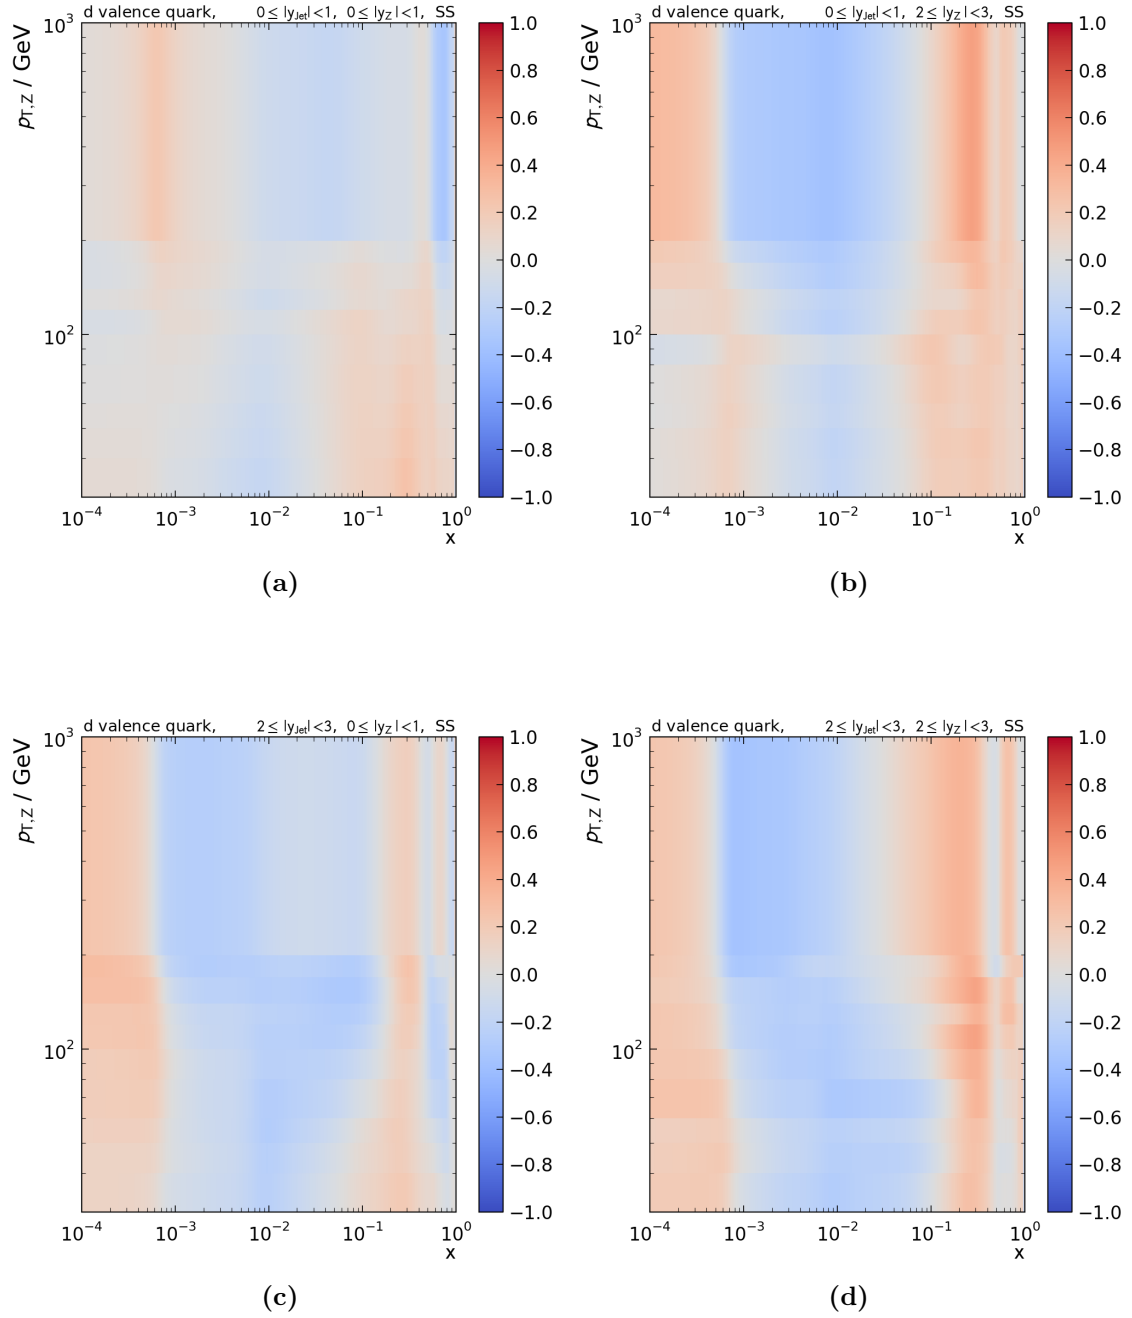 d valence quark, 0 ≤ |y_Jet| < 1, 0 ≤ |y_Z| < 1, SS
p_T,Z / GeV
10^3
10^2
10^-4 10^-3 10^-2 10^-1 10^0
x
1.0
0.8
0.6
0.4
0.2
0.0
−0.2
−0.4
−0.6
−0.8
−1.0
(a)
d valence quark, 0 ≤ |y_Jet| < 1, 2 ≤ |y_Z| < 3, SS
p_T,Z / GeV
10^3
10^2
10^-4 10^-3 10^-2 10^-1 10^0
x
1.0
0.8
0.6
0.4
0.2
0.0
−0.2
−0.4
−0.6
−0.8
−1.0
(b)
d valence quark, 2 ≤ |y_Jet| < 3, 0 ≤ |y_Z| < 1, SS
p_T,Z / GeV
10^3
10^2
10^-4 10^-3 10^-2 10^-1 10^0
x
1.0
0.8
0.6
0.4
0.2
0.0
−0.2
−0.4
−0.6
−0.8
−1.0
(c)
d valence quark, 2 ≤ |y_Jet| < 3, 2 ≤ |y_Z| < 3, SS
p_T,Z / GeV
10^3
10^2
10^-4 10^-3 10^-2 10^-1 10^0
x
1.0
0.8
0.6
0.4
0.2
0.0
−0.2
−0.4
−0.6
−0.8
−1.0
(d)